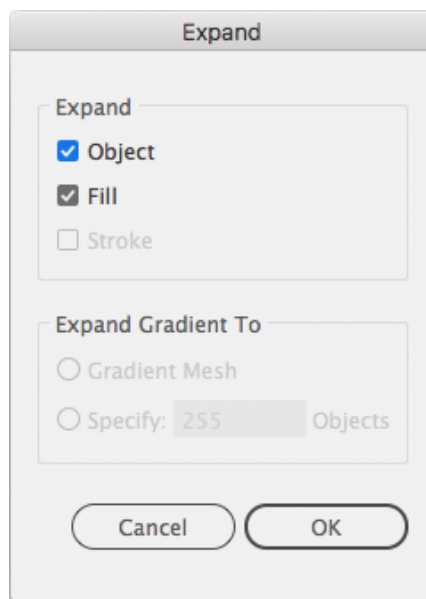 Expand
Expand
Object
Fill
Stroke
Expand Gradient To
Gradient Mesh
Specify: 255 Objects
Cancel OK